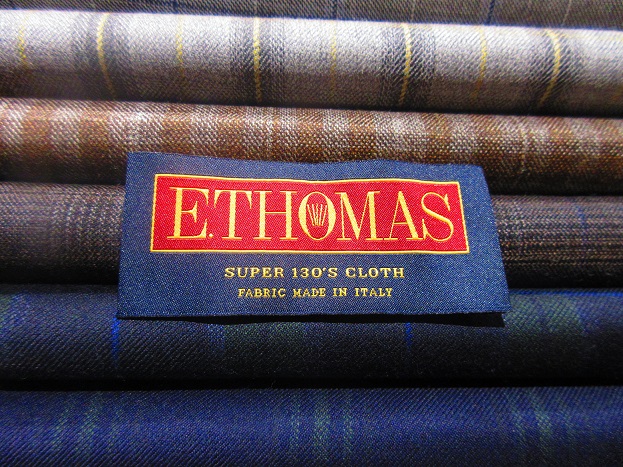 E.THOMAS
SUPER 130'S CLOTH
FABRIC MADE IN ITALY